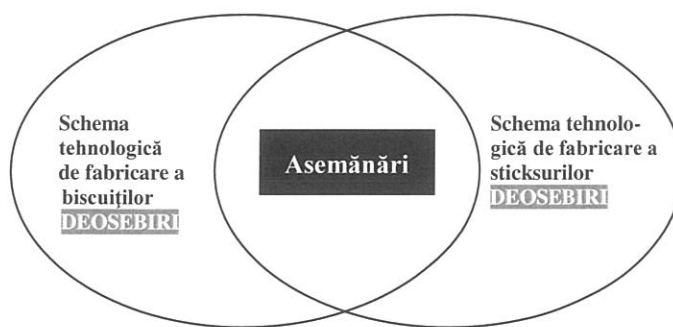 Schema
tehnologică
de fabricare a
biscuiților
DEOSEBIRI
Asemănări
Schema tehnolo-
gică de fabricare a
sticksurilor
DEOSEBIRI